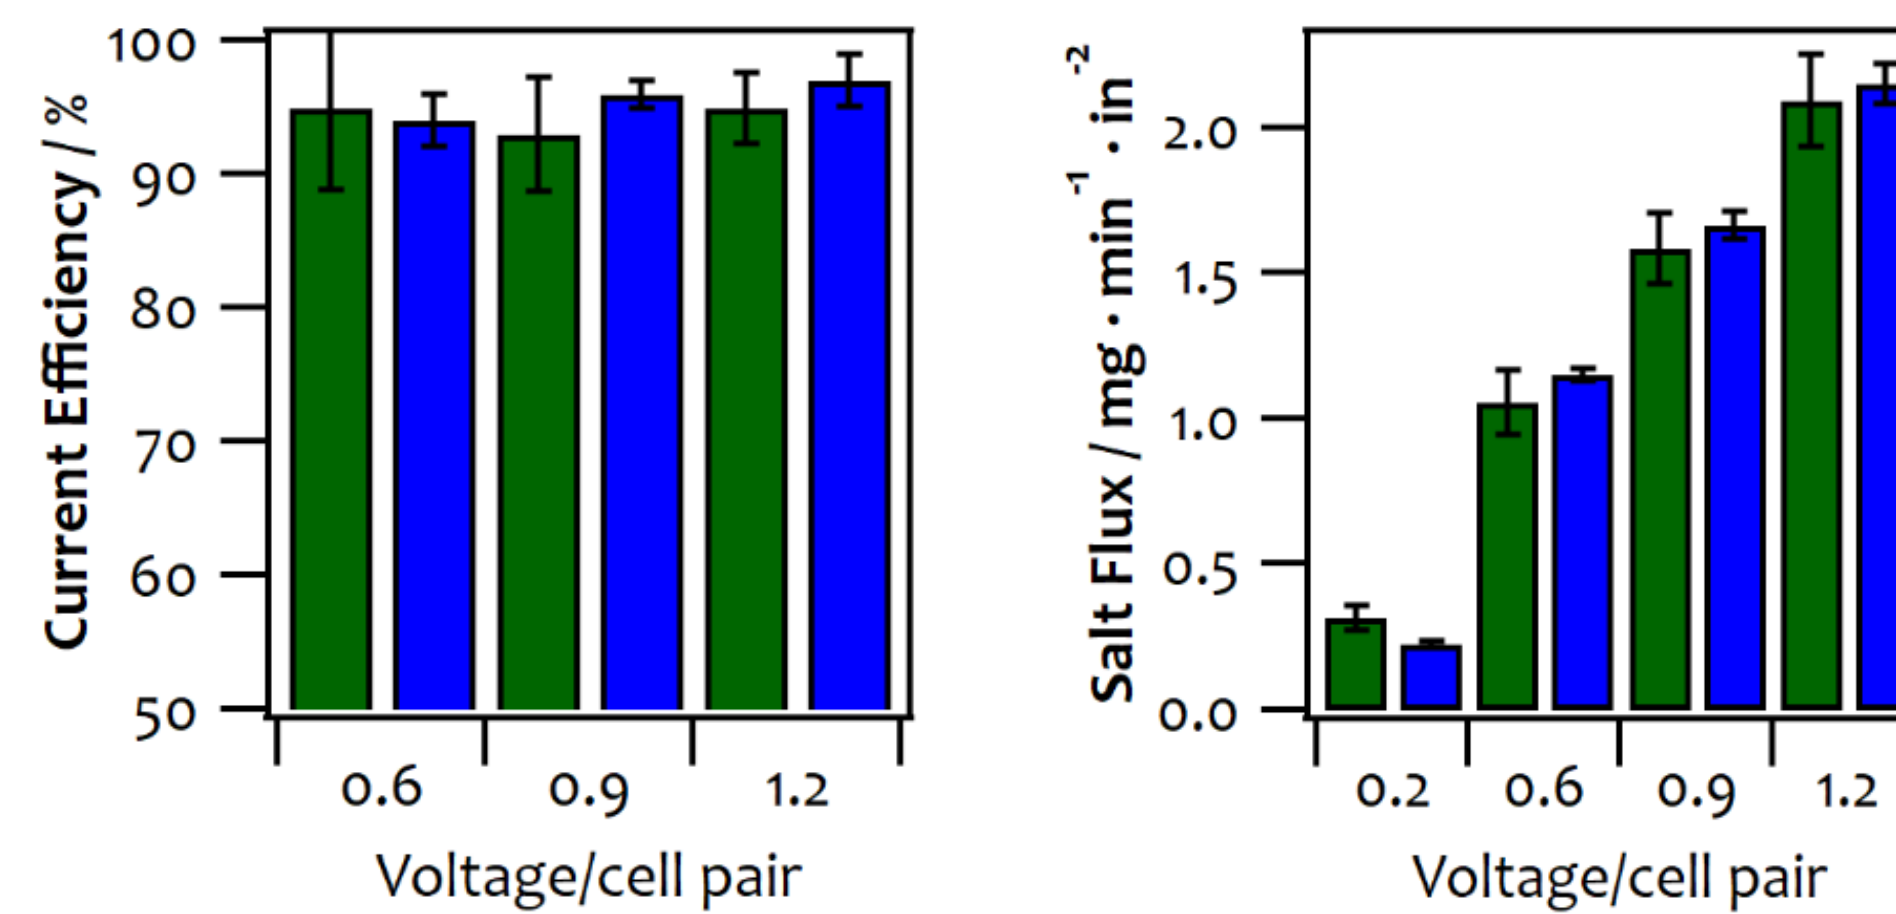 Current Efficiency / %
100
90
80
70
60
50
0.6 0.9 1.2
Voltage/cell pair
Salt Flux / mg · min⁻¹ · in⁻²
2.0
1.5
1.0
0.5
0.0
0.2 0.6 0.9 1.2
Voltage/cell pair